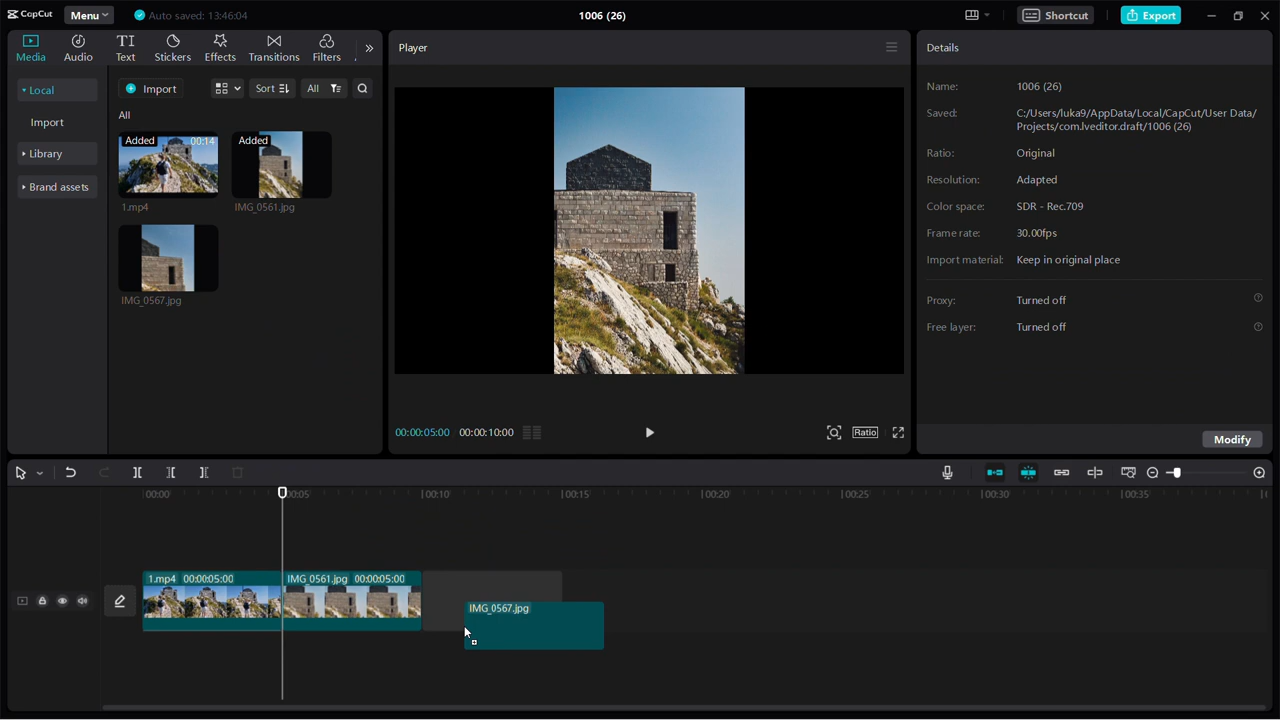 CapCut Menu Auto saved: 13:46:04 1006 (26) Shortcut Export
Media Audio Text Stickers Effects Transitions Filters
Player
Details
Local
Import
Library
Brand assets
Import Sort All
All
Added 00:14
1.mp4
Added
IMG_0561.jpg
IMG_0567.jpg
00:00:05:00 00:00:10:00
Ratio
Name: 1006 (26)
Saved: C:/Users/luka9/AppData/Local/CapCut/User Data/
Projects/com.lveditor.draft/1006 (26)
Ratio: Original
Resolution: Adapted
Color space: SDR - Rec.709
Frame rate: 30.00fps
Import material: Keep in original place
Proxy: Turned off
Free layer: Turned off
Modify
00:00 00:05 00:10 00:15 00:20 00:25 00:30 00:35
1.mp4 00:00:05:00 IMG_0561.jpg 00:00:05:00
IMG_0567.jpg